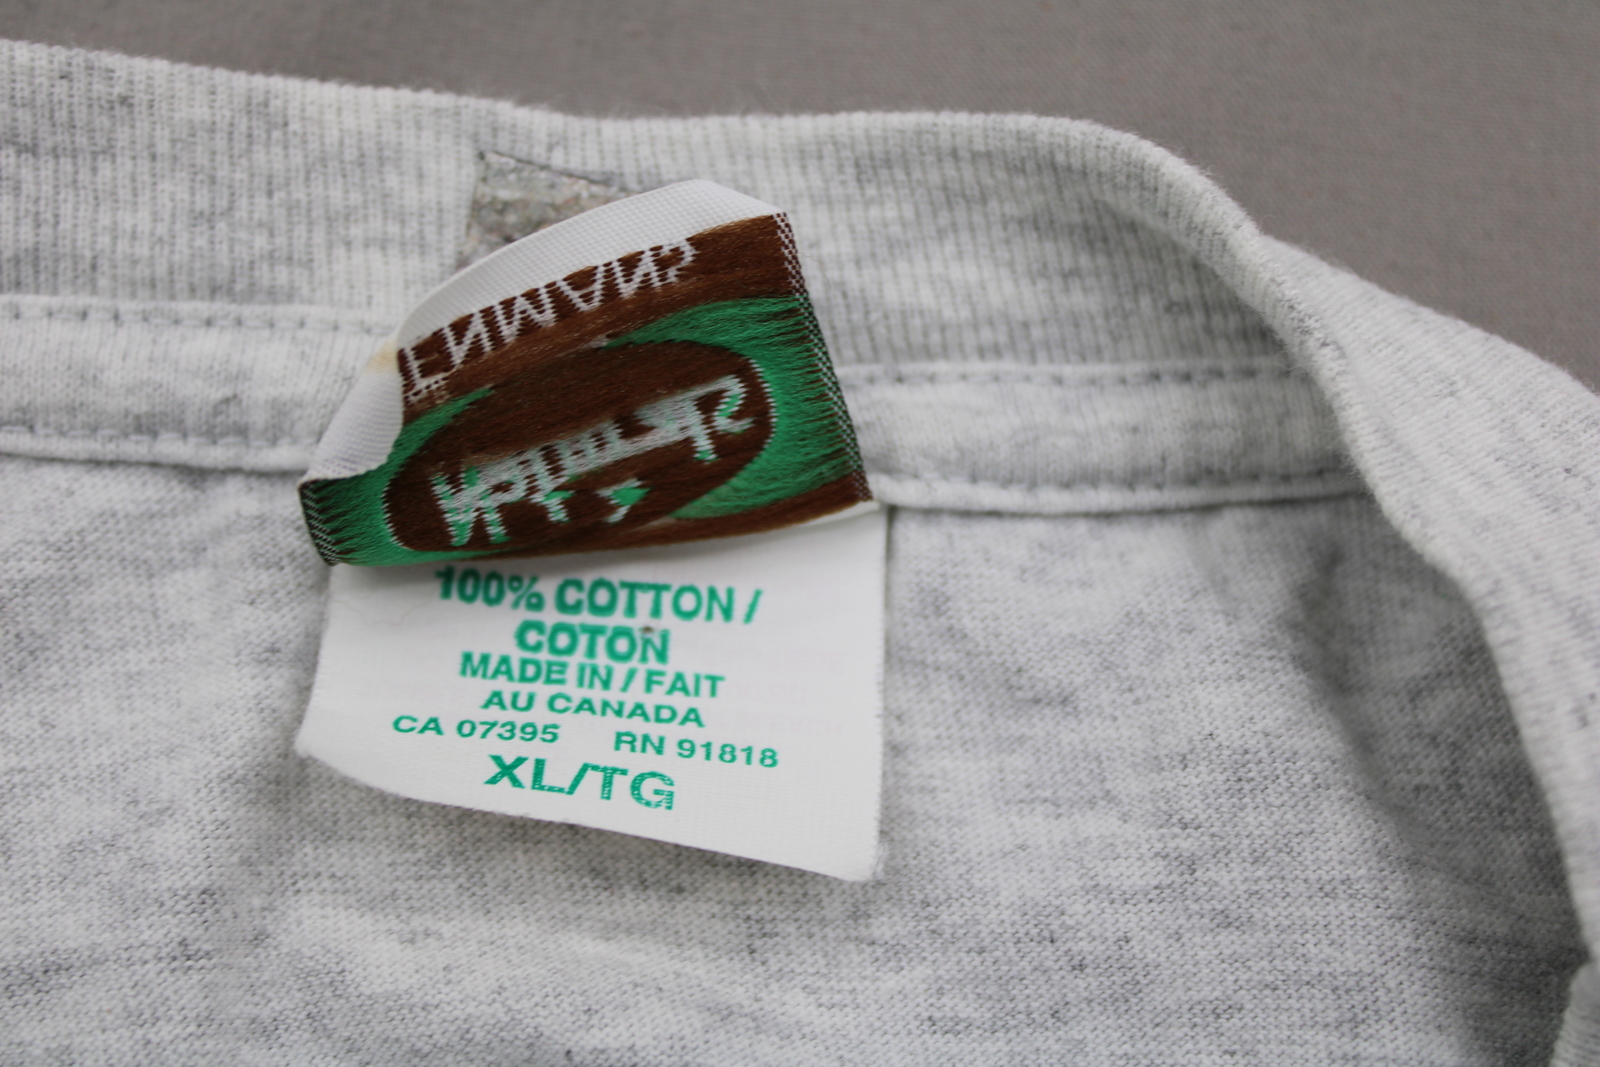 100% COTTON /
COTON
MADE IN / FAIT
AU CANADA
CA 07395 RN 91818
XL/TG